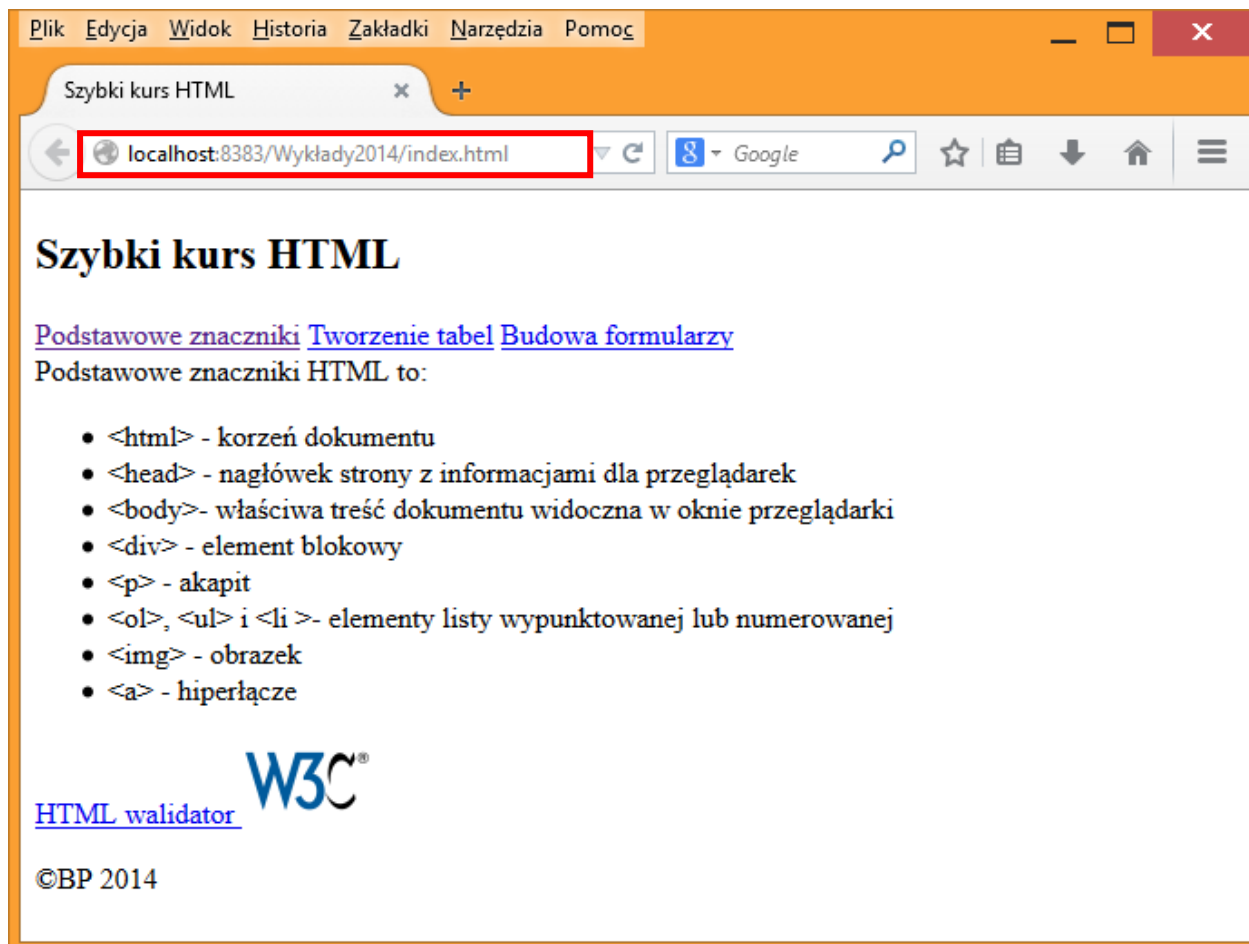 Plik Edycja Widok Historia Zakładki Narzędzia Pomoc
Szybki kurs HTML
localhost:8383/Wykłady2014/index.html
8 Google
Szybki kurs HTML
Podstawowe znaczniki Tworzenie tabel Budowa formularzy
Podstawowe znaczniki HTML to:
• <html> - korzeń dokumentu
• <head> - nagłówek strony z informacjami dla przeglądarek
• <body>- właściwa treść dokumentu widoczna w oknie przeglądarki
• <div> - element blokowy
• <p> - akapit
• <ol>, <ul> i <li >- elementy listy wypunktowanej lub numerowanej
• <img> - obrazek
• <a> - hiperłącze
HTML walidator W3C®
©BP 2014